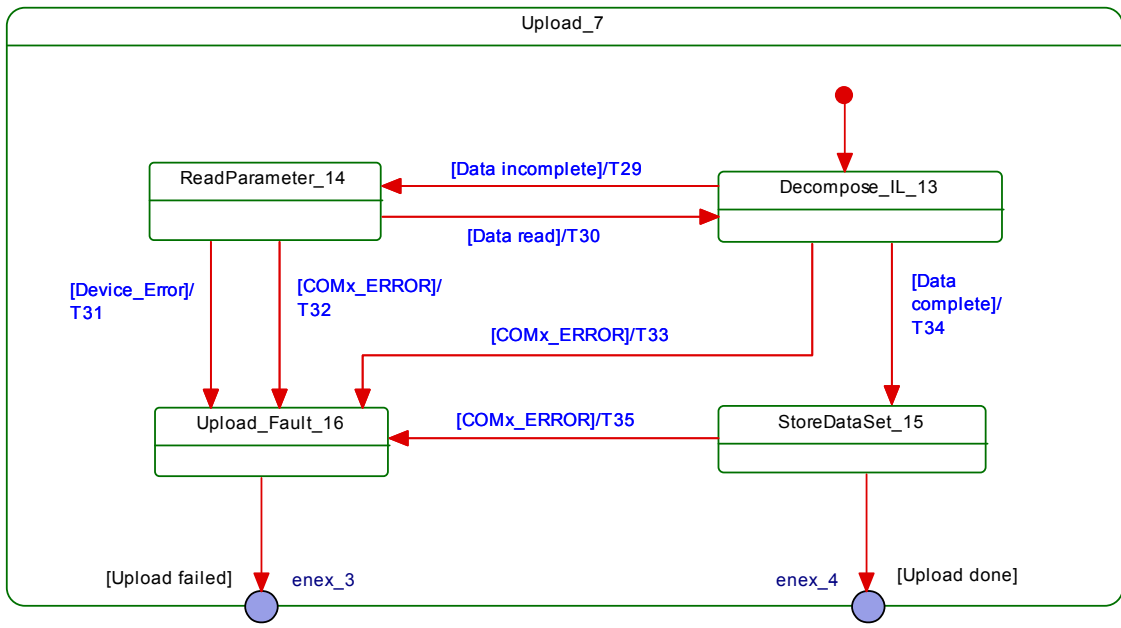 Upload_7
[Data incomplete]/T29
ReadParameter_14
Decompose_IL_13
[Data read]/T30
[Device_Error]/
T31
[COMx_ERROR]/
T32
[Data
complete]/
T34
[COMx_ERROR]/T33
Upload_Fault_16
[COMx_ERROR]/T35
StoreDataSet_15
[Upload failed]
enex_3
enex_4
[Upload done]